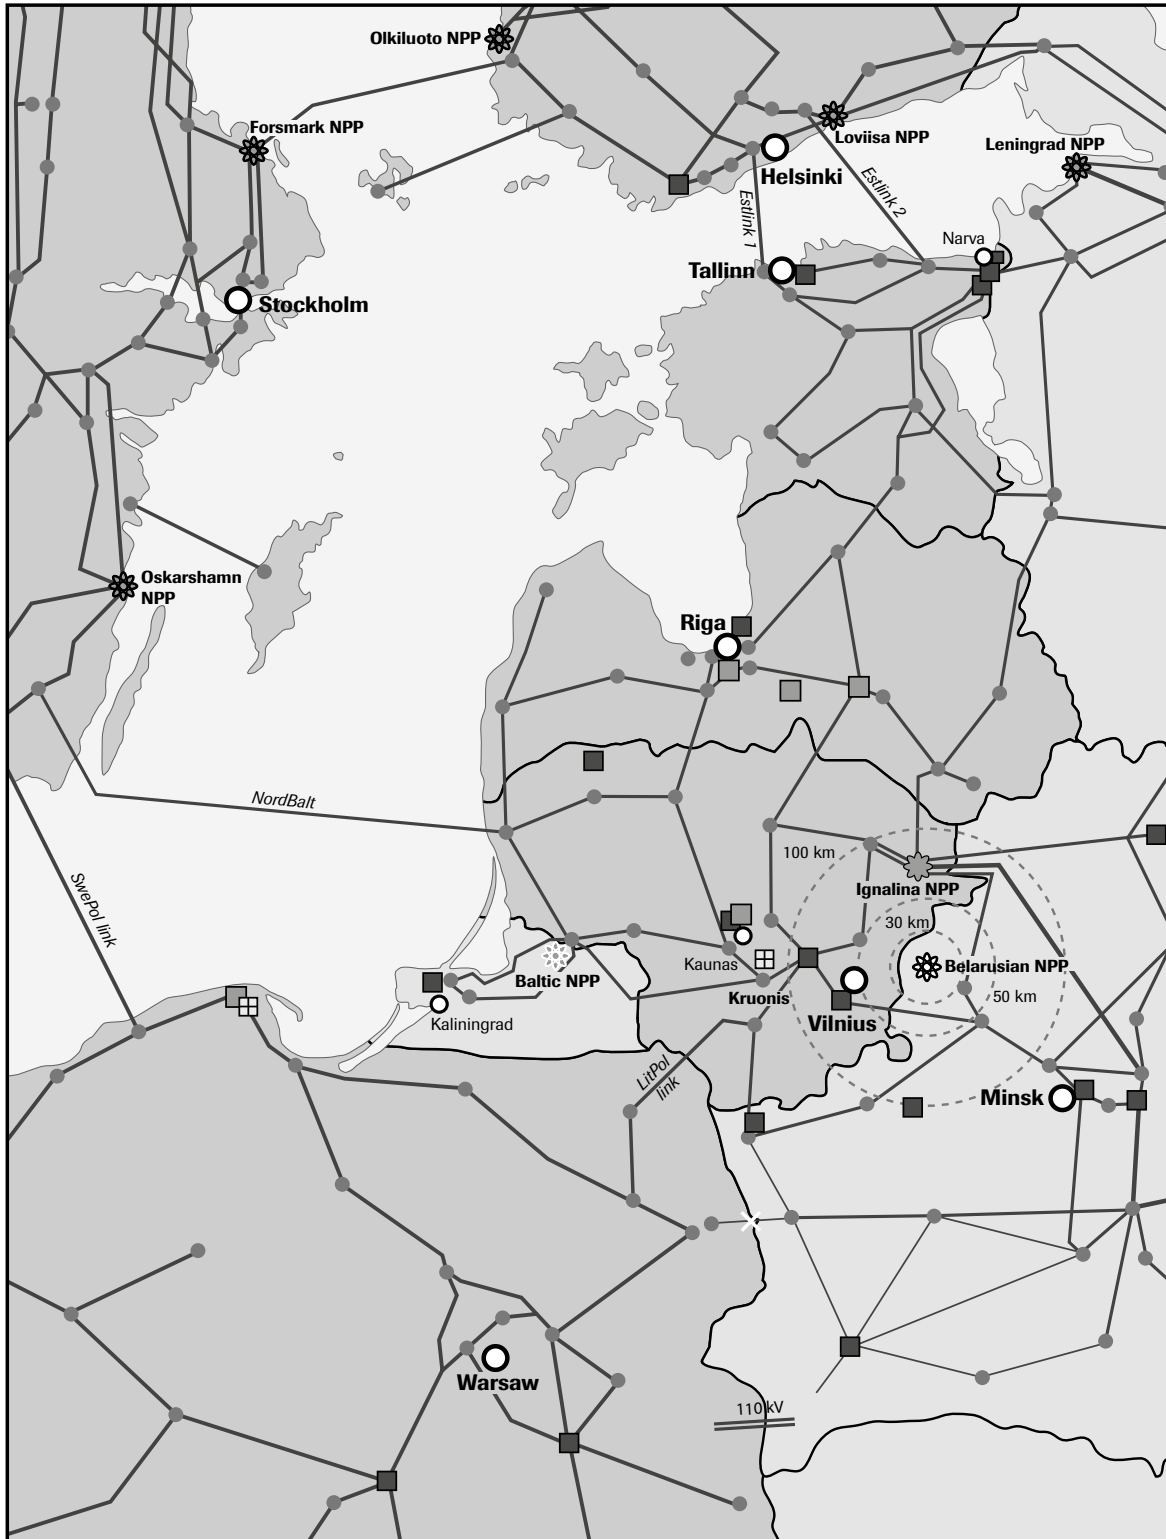 Olkiluoto NPP
Forsmark NPP
Loviisa NPP
Leningrad NPP
Helsinki
Estlink 1
Estlink 2
Narva
Tallinn
Stockholm
Oskarshamn
NPP
Riga
NordBalt
100 km
Ignalina NPP
SwePol link
30 km
Kaunas
Baltic NPP
Belarusian NPP
Kruonis
50 km
Kaliningrad
Vilnius
LitPol
link
Minsk
Warsaw
110 kV